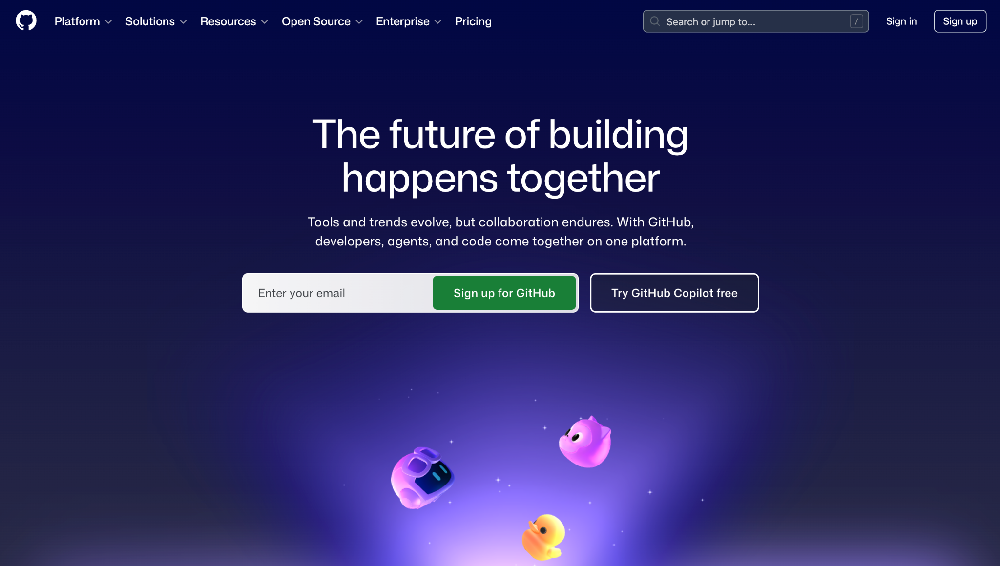 Platform
Solutions
Resources
Open Source
Enterprise
Pricing
Search or jump to...
/
Sign in
Sign up
The future of building
happens together
Tools and trends evolve, but collaboration endures. With GitHub,
developers, agents, and code come together on one platform.
Enter your email
Sign up for GitHub
Try GitHub Copilot free